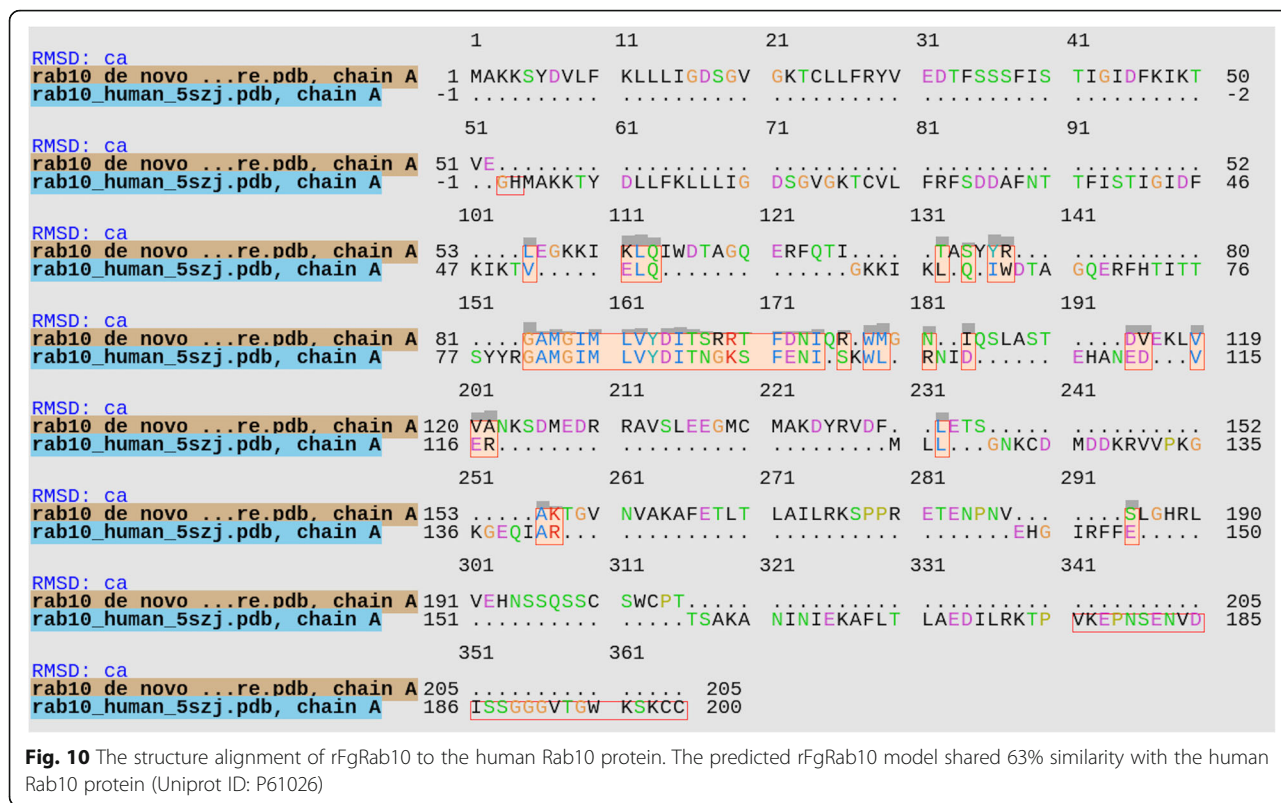 1 11 21 31 41
RMSD: ca
rab10 de novo ...re.pdb, chain A 1 MAKKSYDVLF KLLLIGDSGV GKTCLLFRYV EDTFSSSFIS TIGIDFKIKT 50
rab10_human_5szj.pdb, chain A -1 .......... .......... .......... .......... .......... -2
51 61 71 81 91
RMSD: ca
rab10 de novo ...re.pdb, chain A 51 VE........ .......... .......... .......... .......... 52
rab10_human_5szj.pdb, chain A -1 ..GHMAKKTY DLLFKLLLIG DSGVGKTCVL FRFSDDAFNT TFISTIGIDF 46
101 111 121 131 141
RMSD: ca
rab10 de novo ...re.pdb, chain A 53 ....LEGKKI KLQIWDTAGQ ERFQTI.... .TASYYR... .......... 80
rab10_human_5szj.pdb, chain A 47 KIKTV..... ELQ....... ......GKKI KL.Q.IWDTA GQERFHTITT 76
151 161 171 181 191
RMSD: ca
rab10 de novo ...re.pdb, chain A 81 ....GAMGIM LVYDITSRRT FDNIQR.WMG N..IQSLAST ....DVEKLV 119
rab10_human_5szj.pdb, chain A 77 SYYRGAMGIM LVYDITNGKS FENI.SKWL. RNID...... EHANED...V 115
201 211 221 231 241
RMSD: ca
rab10 de novo ...re.pdb, chain A 120 VANKSDMEDR RAVSLEEGMC MAKDYRVDF. .LETS..... .......... 152
rab10_human_5szj.pdb, chain A 116 ER........ .......... .........M LL...GNKCD MDDKRVVPKG 135
251 261 271 281 291
RMSD: ca
rab10 de novo ...re.pdb, chain A 153 .....AKTGV NVAKAFETLT LAILRKSPPR ETENPNV... ....SLGHRL 190
rab10_human_5szj.pdb, chain A 136 KGEQIAR... .......... .......... .......EHG IRFFE..... 150
301 311 321 331 341
RMSD: ca
rab10 de novo ...re.pdb, chain A 191 VEHNSSQSSC SWCPT..... .......... .......... .......... 205
rab10_human_5szj.pdb, chain A 151 .......... .....TSAKA NINIEKAFLT LAEDILRKTP VKEPNSENVD 185
351 361
RMSD: ca
rab10 de novo ...re.pdb, chain A 205 .......... ..... 205
rab10_human_5szj.pdb, chain A 186 ISSGGGVTGW KSKCC 200
Fig. 10 The structure alignment of rFgRab10 to the human Rab10 protein. The predicted rFgRab10 model shared 63% similarity with the human
Rab10 protein (Uniprot ID: P61026)